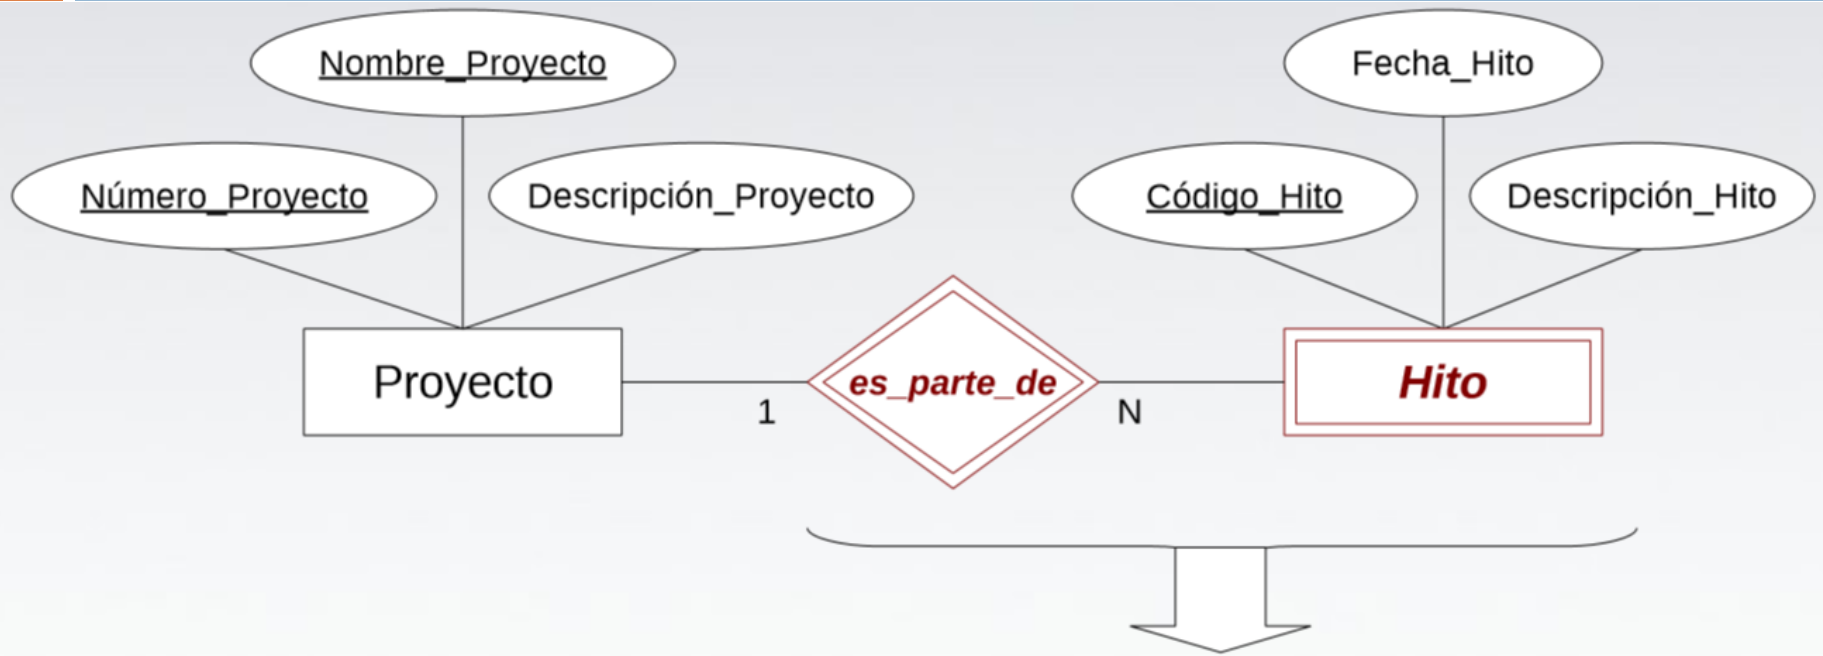 Nombre_Proyecto
Fecha_Hito
Número_Proyecto
Descripción_Proyecto
Código_Hito
Descripción_Hito
Proyecto
es_parte_de
Hito
1
N